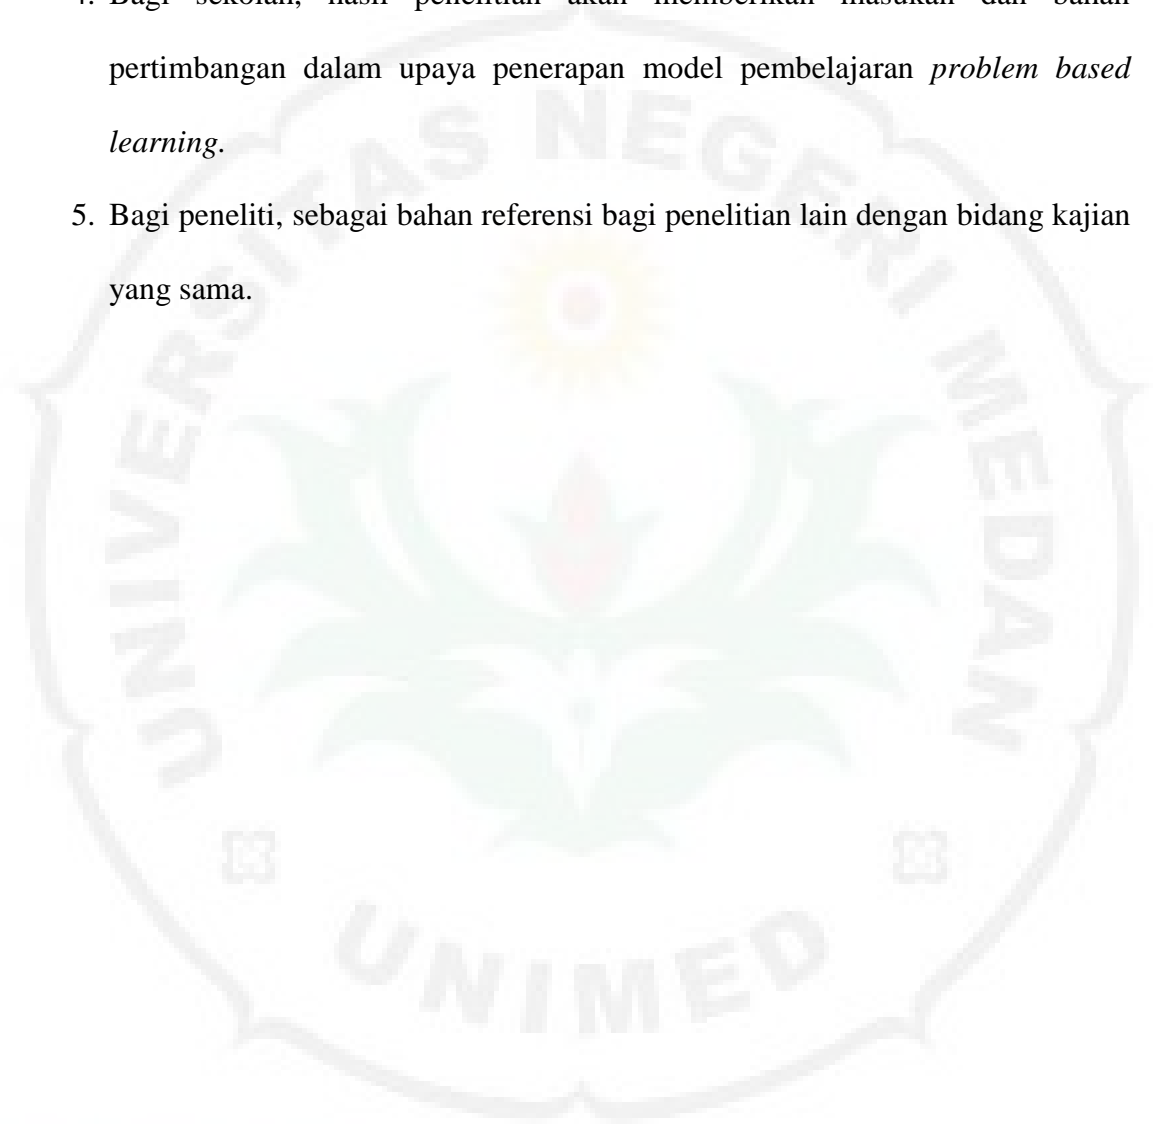 4. Bagi sekolah, hasil penelitian akan memberikan masukan dan bahan
pertimbangan dalam upaya penerapan model pembelajaran problem based
learning.
5. Bagi peneliti, sebagai bahan referensi bagi penelitian lain dengan bidang kajian
yang sama.
UNIVERSITAS NEGERI MEDAN
UNIMED